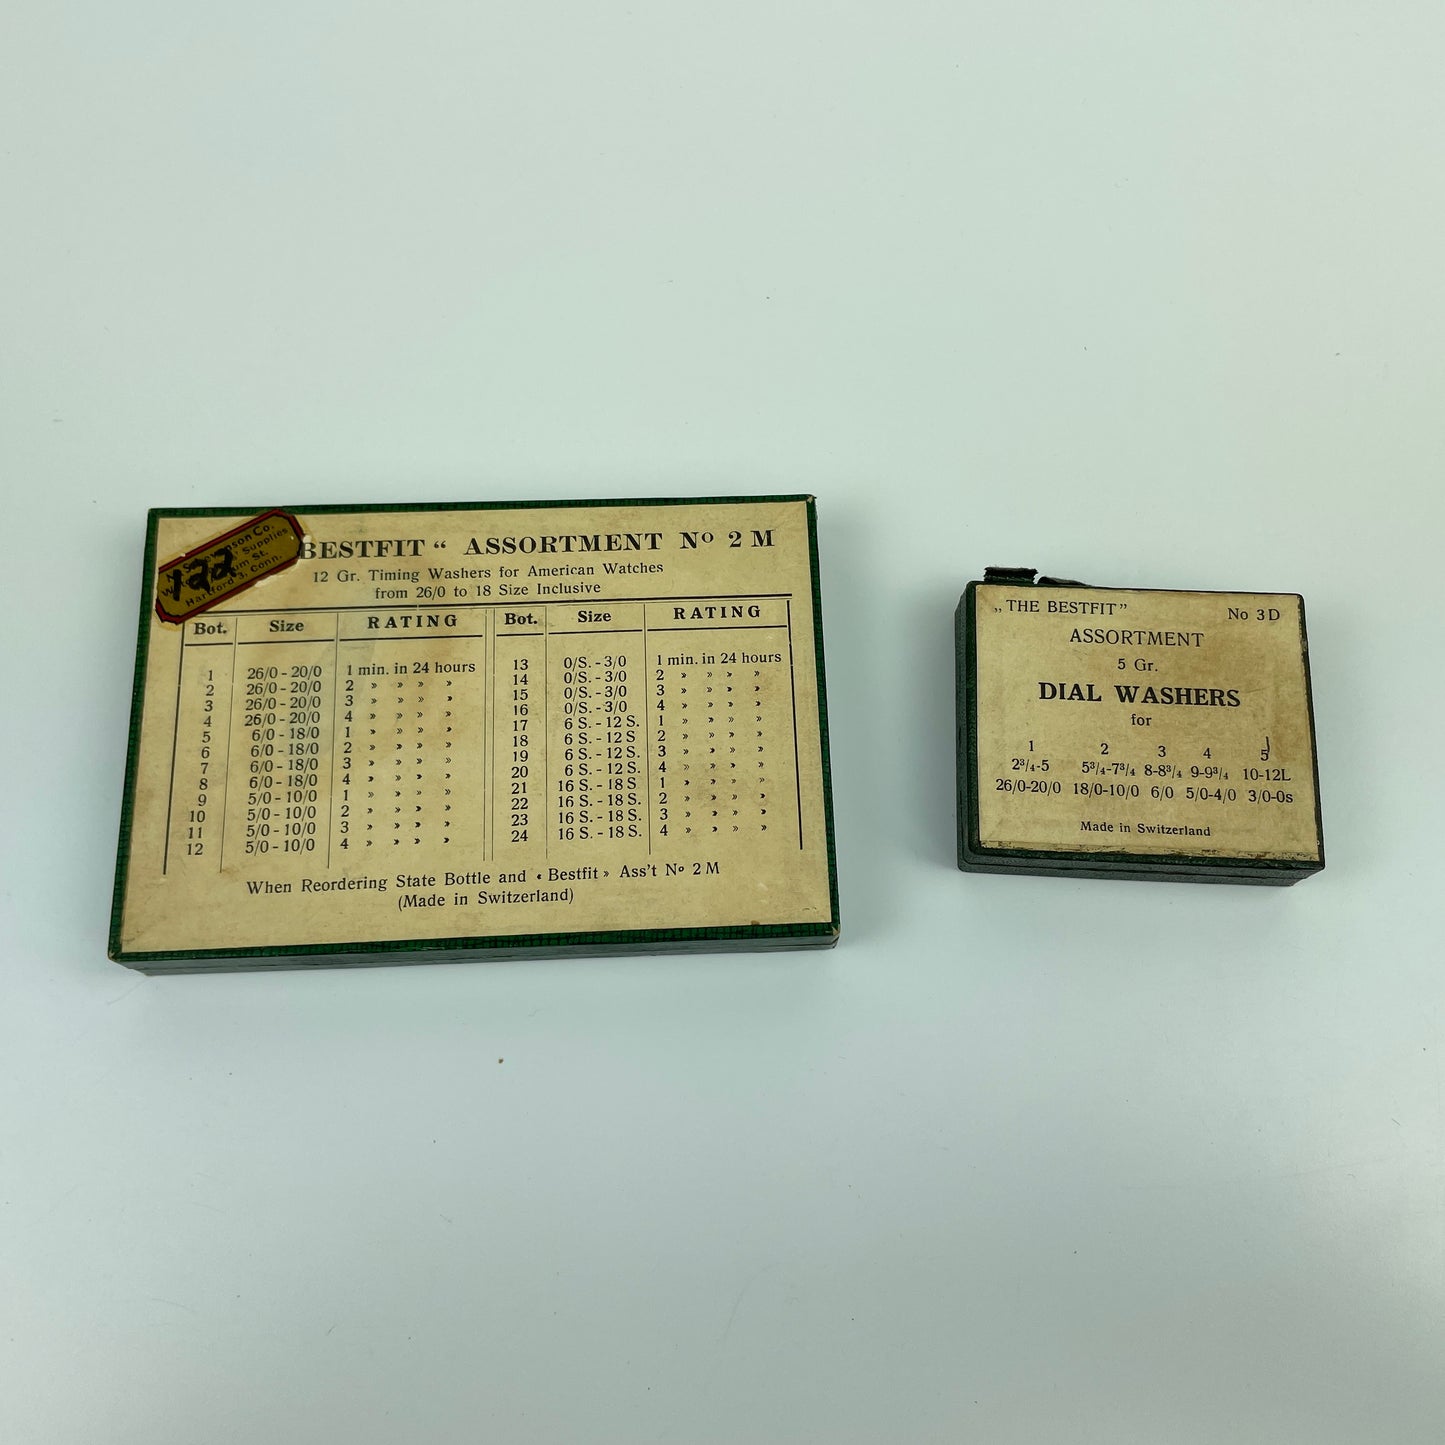 BESTFIT “ ASSORTMENT Nº 2 M
12 Gr. Timing Washers for American Watches
from 26/0 to 18 Size Inclusive
Co.
Supplies
St.
Hartford 3, Conn.
122
Bot. Size RATING Bot. Size RATING
1 26/0 - 20/0 1 min. in 24 hours 13 0/S. - 3/0 1 min. in 24 hours
2 26/0 - 20/0 2 » » » » 14 0/S. - 3/0 2 » » » »
3 26/0 - 20/0 3 » » » » 15 0/S. - 3/0 3 » » » »
4 26/0 - 20/0 4 » » » » 16 0/S. - 3/0 4 » » » »
5 6/0 - 18/0 1 » » » » 17 6 S. - 12 S. 1 » » » »
6 6/0 - 18/0 2 » » » » 18 6 S. - 12 S 2 » » » »
7 6/0 - 18/0 3 » » » » 19 6 S. - 12 S. 3 » » » »
8 6/0 - 18/0 4 » » » » 20 6 S. - 12 S. 4 » » » »
9 5/0 - 10/0 1 » » » » 21 16 S. - 18 S 1 » » » »
10 5/0 - 10/0 2 » » » » 22 16 S. - 18 S. 2 » » » »
11 5/0 - 10/0 3 » » » » 23 16 S. - 18 S. 3 » » » »
12 5/0 - 10/0 4 » » » » 24 16 S. - 18 S. 4 » » » »
When Reordering State Bottle and « Bestfit » Ass't Nº 2 M
(Made in Switzerland)
„THE BESTFIT” No 3 D
ASSORTMENT
5 Gr.
DIAL WASHERS
for
1 2 3 4 5
2³/₄-5 5³/₄-7³/₄ 8-8³/₄ 9-9³/₄ 10-12L
26/0-20/0 18/0-10/0 6/0 5/0-4/0 3/0-0s
Made in Switzerland